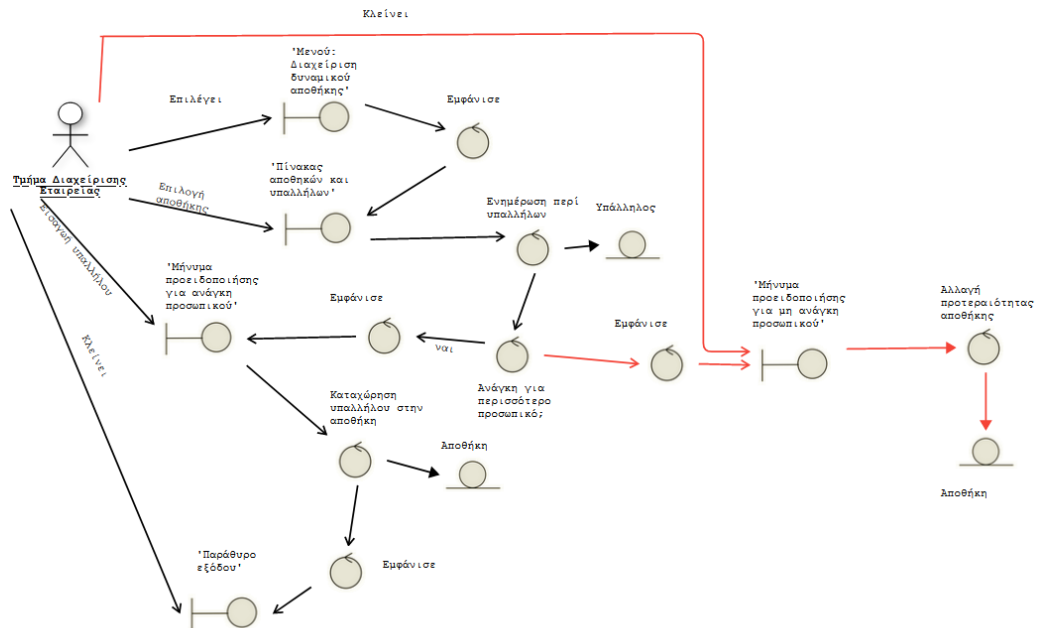 Κλείνει
'Μενού:
Διαχείριση
δυναμικού
αποθήκης'
Επιλέγει
Εμφάνισε
Τμήμα Διαχείρισης
Εταιρείας
'Πίνακας
αποθηκών και
υπαλλήλων'
Επιλογή
αποθήκης
Ενημέρωση περί
υπαλλήλων
Υπάλληλος
Εισαγωγή υπαλλήλου
'Μήνυμα
προειδοποιήσης
για ανάγκη
προσωπικού'
Εμφάνισε
ναι
Ανάγκη για
περισσότερο
προσωπικό;
Εμφάνισε
'Μήνυμα
προειδοποιήσης
για μη ανάγκη
προσωπικού'
Αλλαγή
προτεραιότητας
αποθήκης
Αποθήκη
Κλείνει
Καταχώρηση
υπαλλήλου στην
αποθήκη
Αποθήκη
Εμφάνισε
'Παράθυρο
εξόδου'